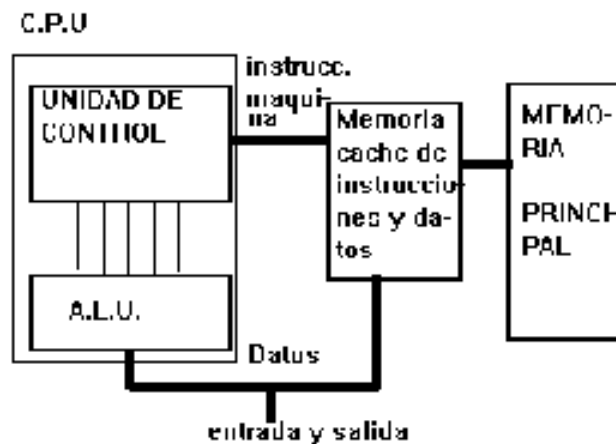 C.P.U
UNIDAD DE
CONTROL
instrucc.
maqui-
na
Memoria
cache de
instruccio-
nes y da-
tos
MEMO-
RIA
PRINCI-
PAL
A.L.U.
Datos
entrada y salida